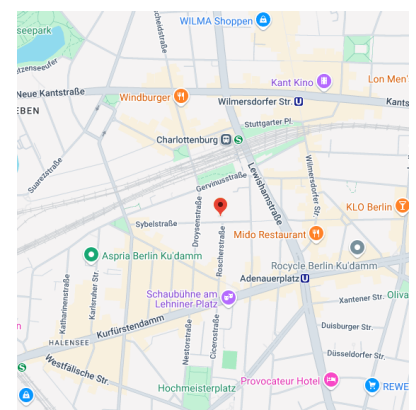 WILMA Shoppen
seepark
Lietzenseeufer
Kant Kino
Lon Men'
Neue Kantstraße
Windburger
Wilmersdorfer Str.
Kants
EBEN
Stuttgarter Pl.
Charlottenburg
Suarezstraße
Gervinusstraße
Lewishamstraße
Wilmersdorfer Str.
Droysenstraße
KLO Berlin
Sybelstraße
Roscherstraße
Mido Restaurant
Aspria Berlin Ku'damm
Rocycle Berlin Ku'damm
Adenauerplatz
Katharinenstraße
Karlsruher Str.
Schaubühne am
Lehniner Platz
Xantener Str.
Oliva
Kurfürstendamm
Duisburger Str.
HALENSEE
Nestorstraße
Cicerostraße
Westfälische Str.
Düsseldorfer Str.
Provocateur Hotel
REWE
Hochmeisterplatz